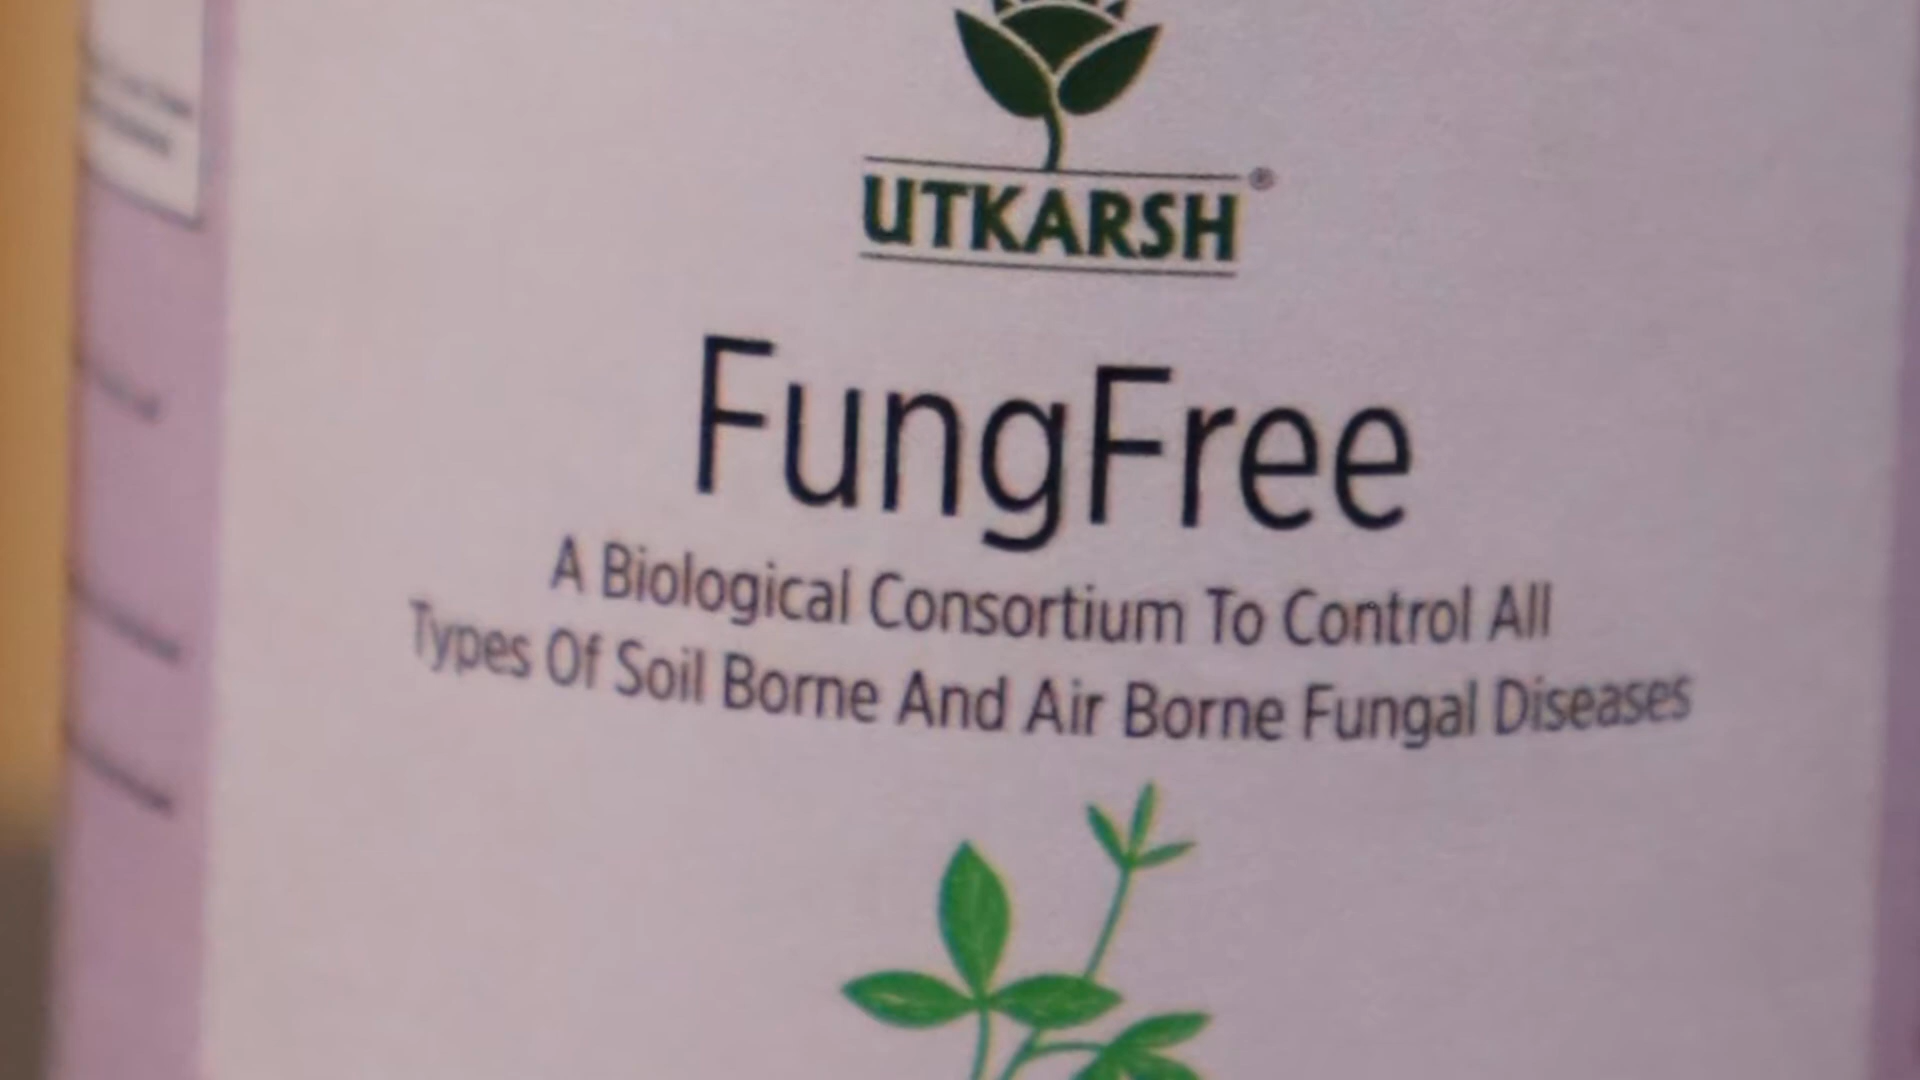 UTKARSH®
FungFree
A Biological Consortium To Control All
Types Of Soil Borne And Air Borne Fungal Diseases